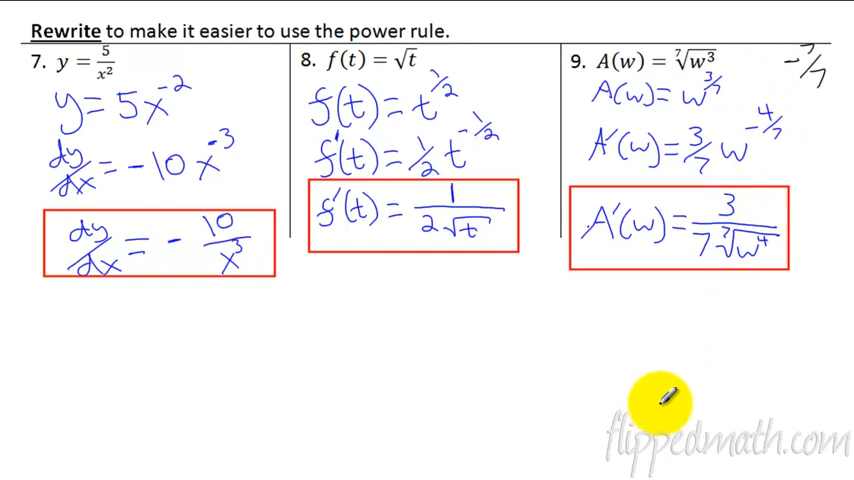 Rewrite to make it easier to use the power rule.
7. y = 5/x²
y = 5x⁻²
dy/dx = -10x⁻³
dy/dx = - 10/x³
8. f(t) = √t
f(t) = t^(1/2)
f'(t) = 1/2 t^(-1/2)
f'(t) = 1/(2√t)
9. A(w) = ⁷√(w³)
-7/7
A(w) = w^(3/7)
A'(w) = 3/7 w^(-4/7)
A'(w) = 3/(7 ⁷√(w⁴))
flippedmath.com